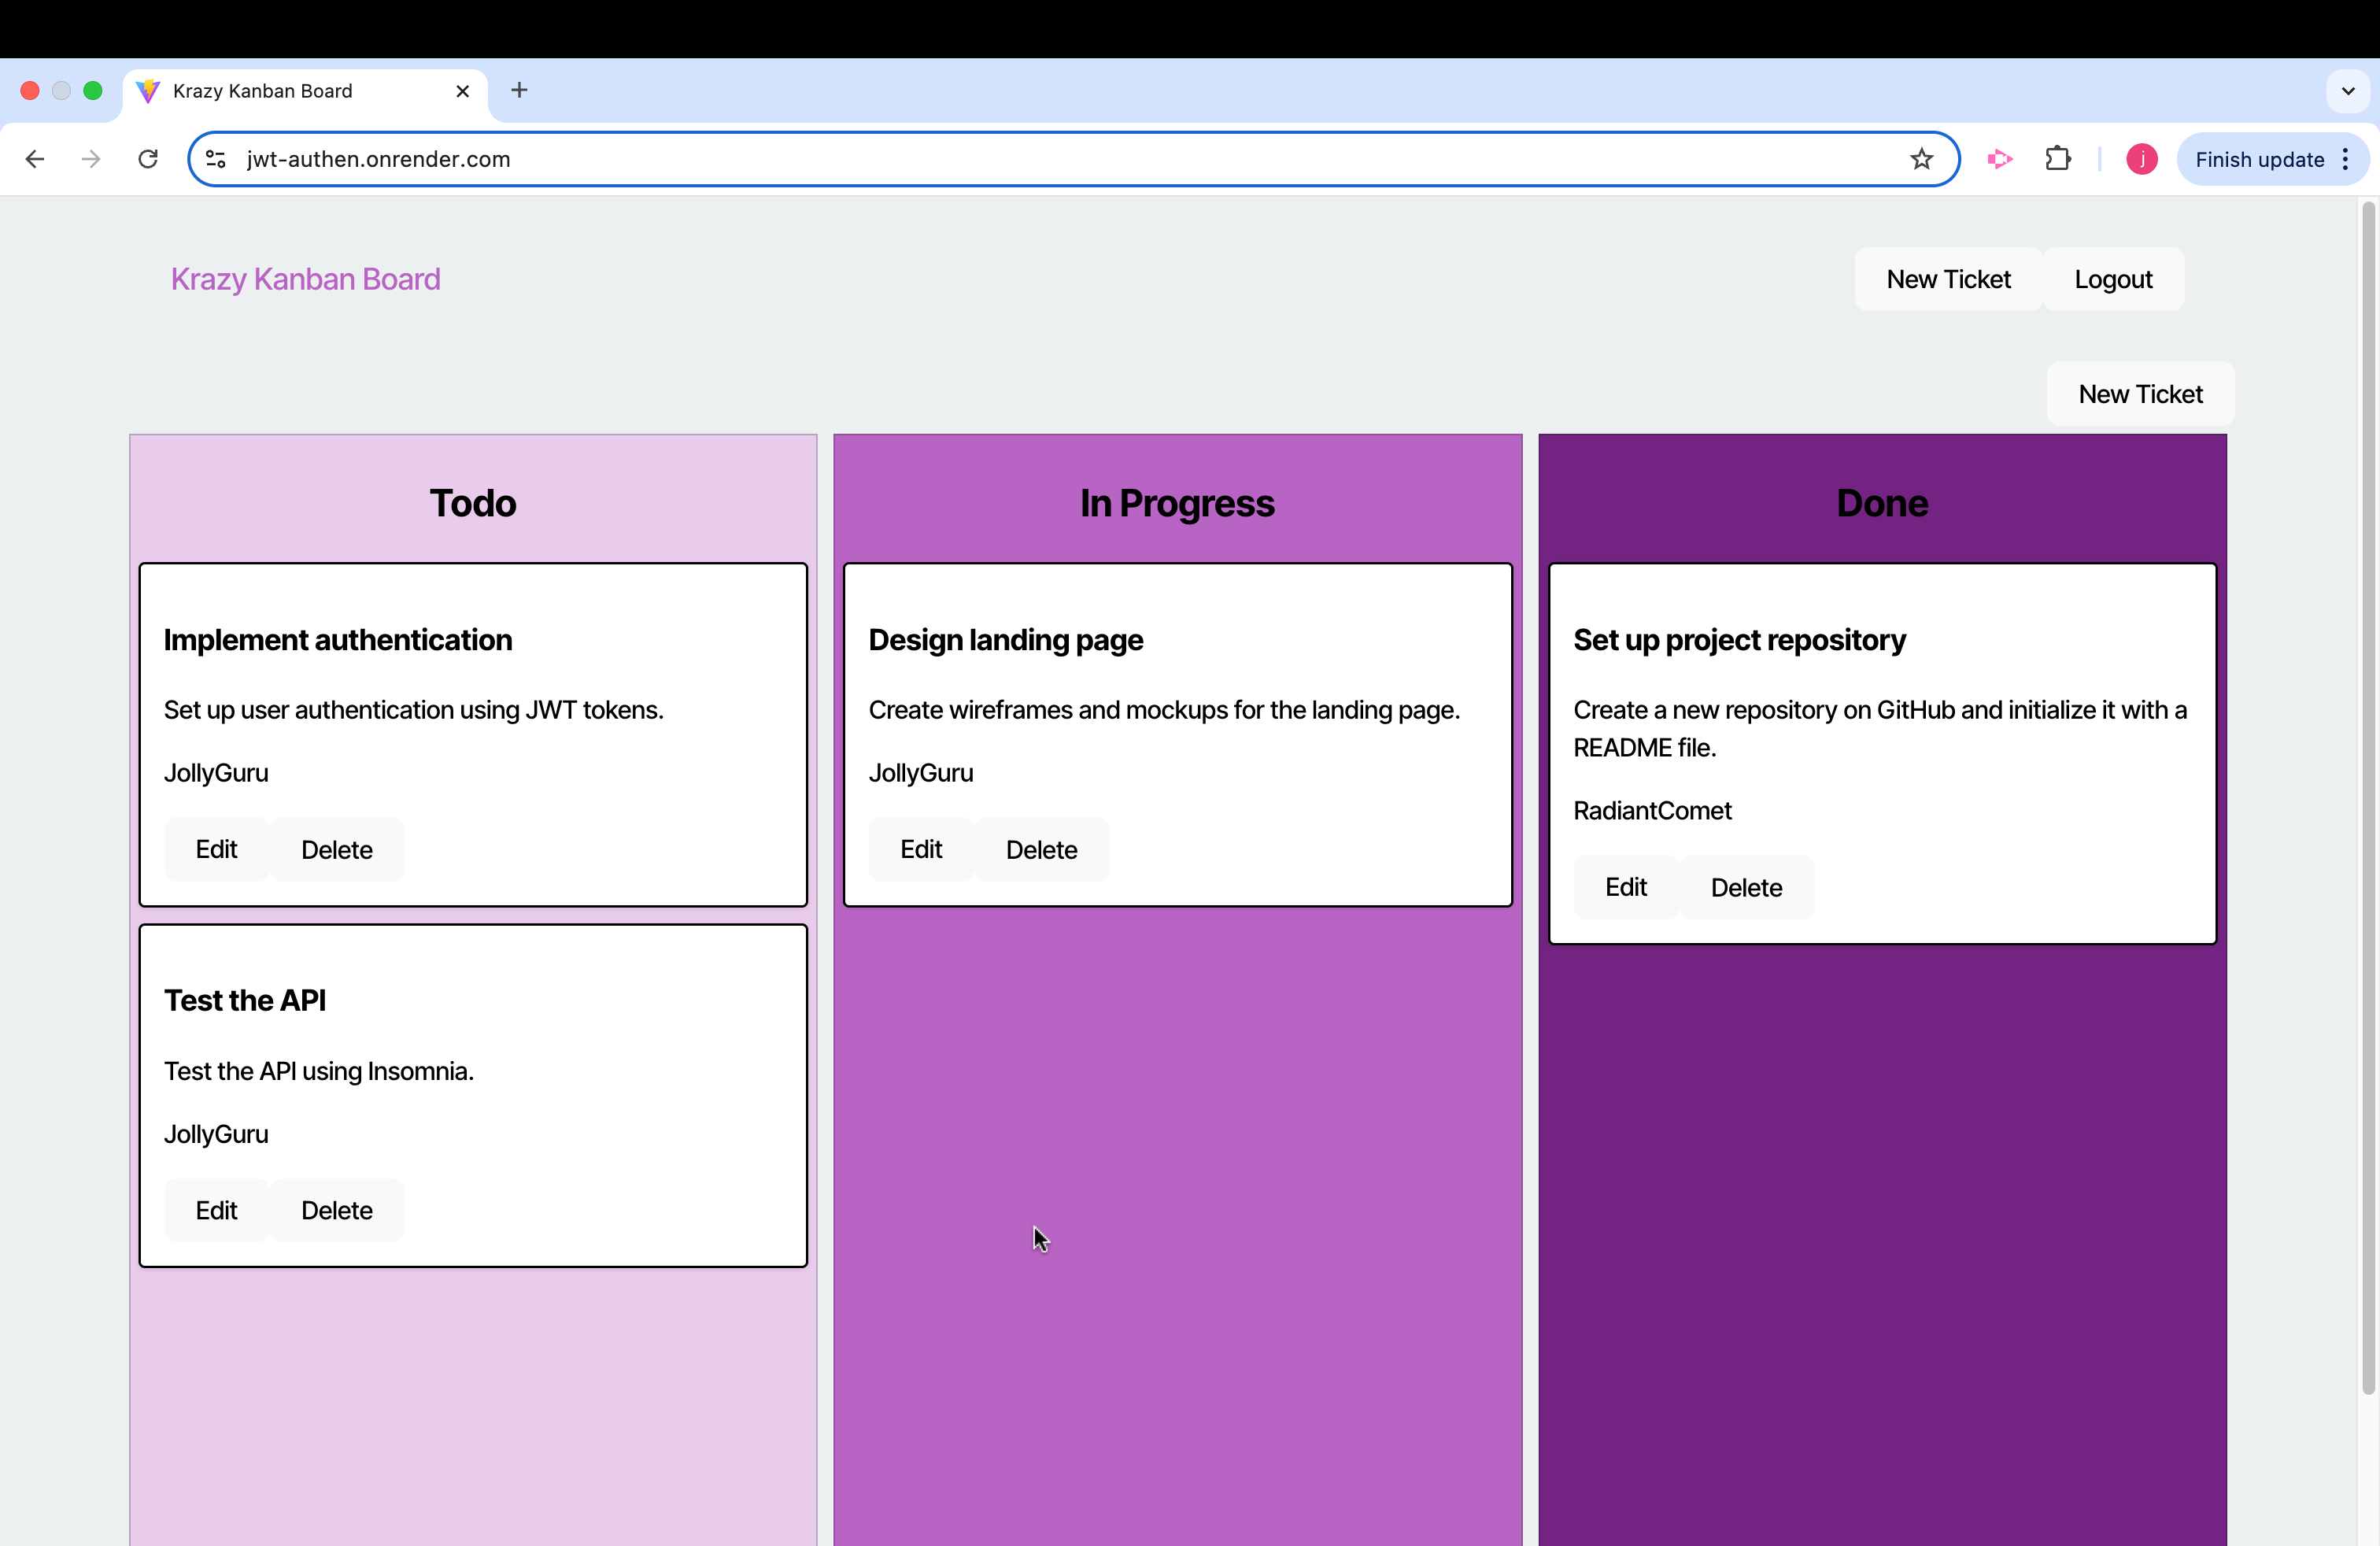 Krazy Kanban Board
jwt-authen.onrender.com
j
Finish update
Krazy Kanban Board
New Ticket
Logout
New Ticket
Todo
Implement authentication
Set up user authentication using JWT tokens.
JollyGuru
Edit
Delete
Test the API
Test the API using Insomnia.
JollyGuru
Edit
Delete
In Progress
Design landing page
Create wireframes and mockups for the landing page.
JollyGuru
Edit
Delete
Done
Set up project repository
Create a new repository on GitHub and initialize it with a
README file.
RadiantComet
Edit
Delete